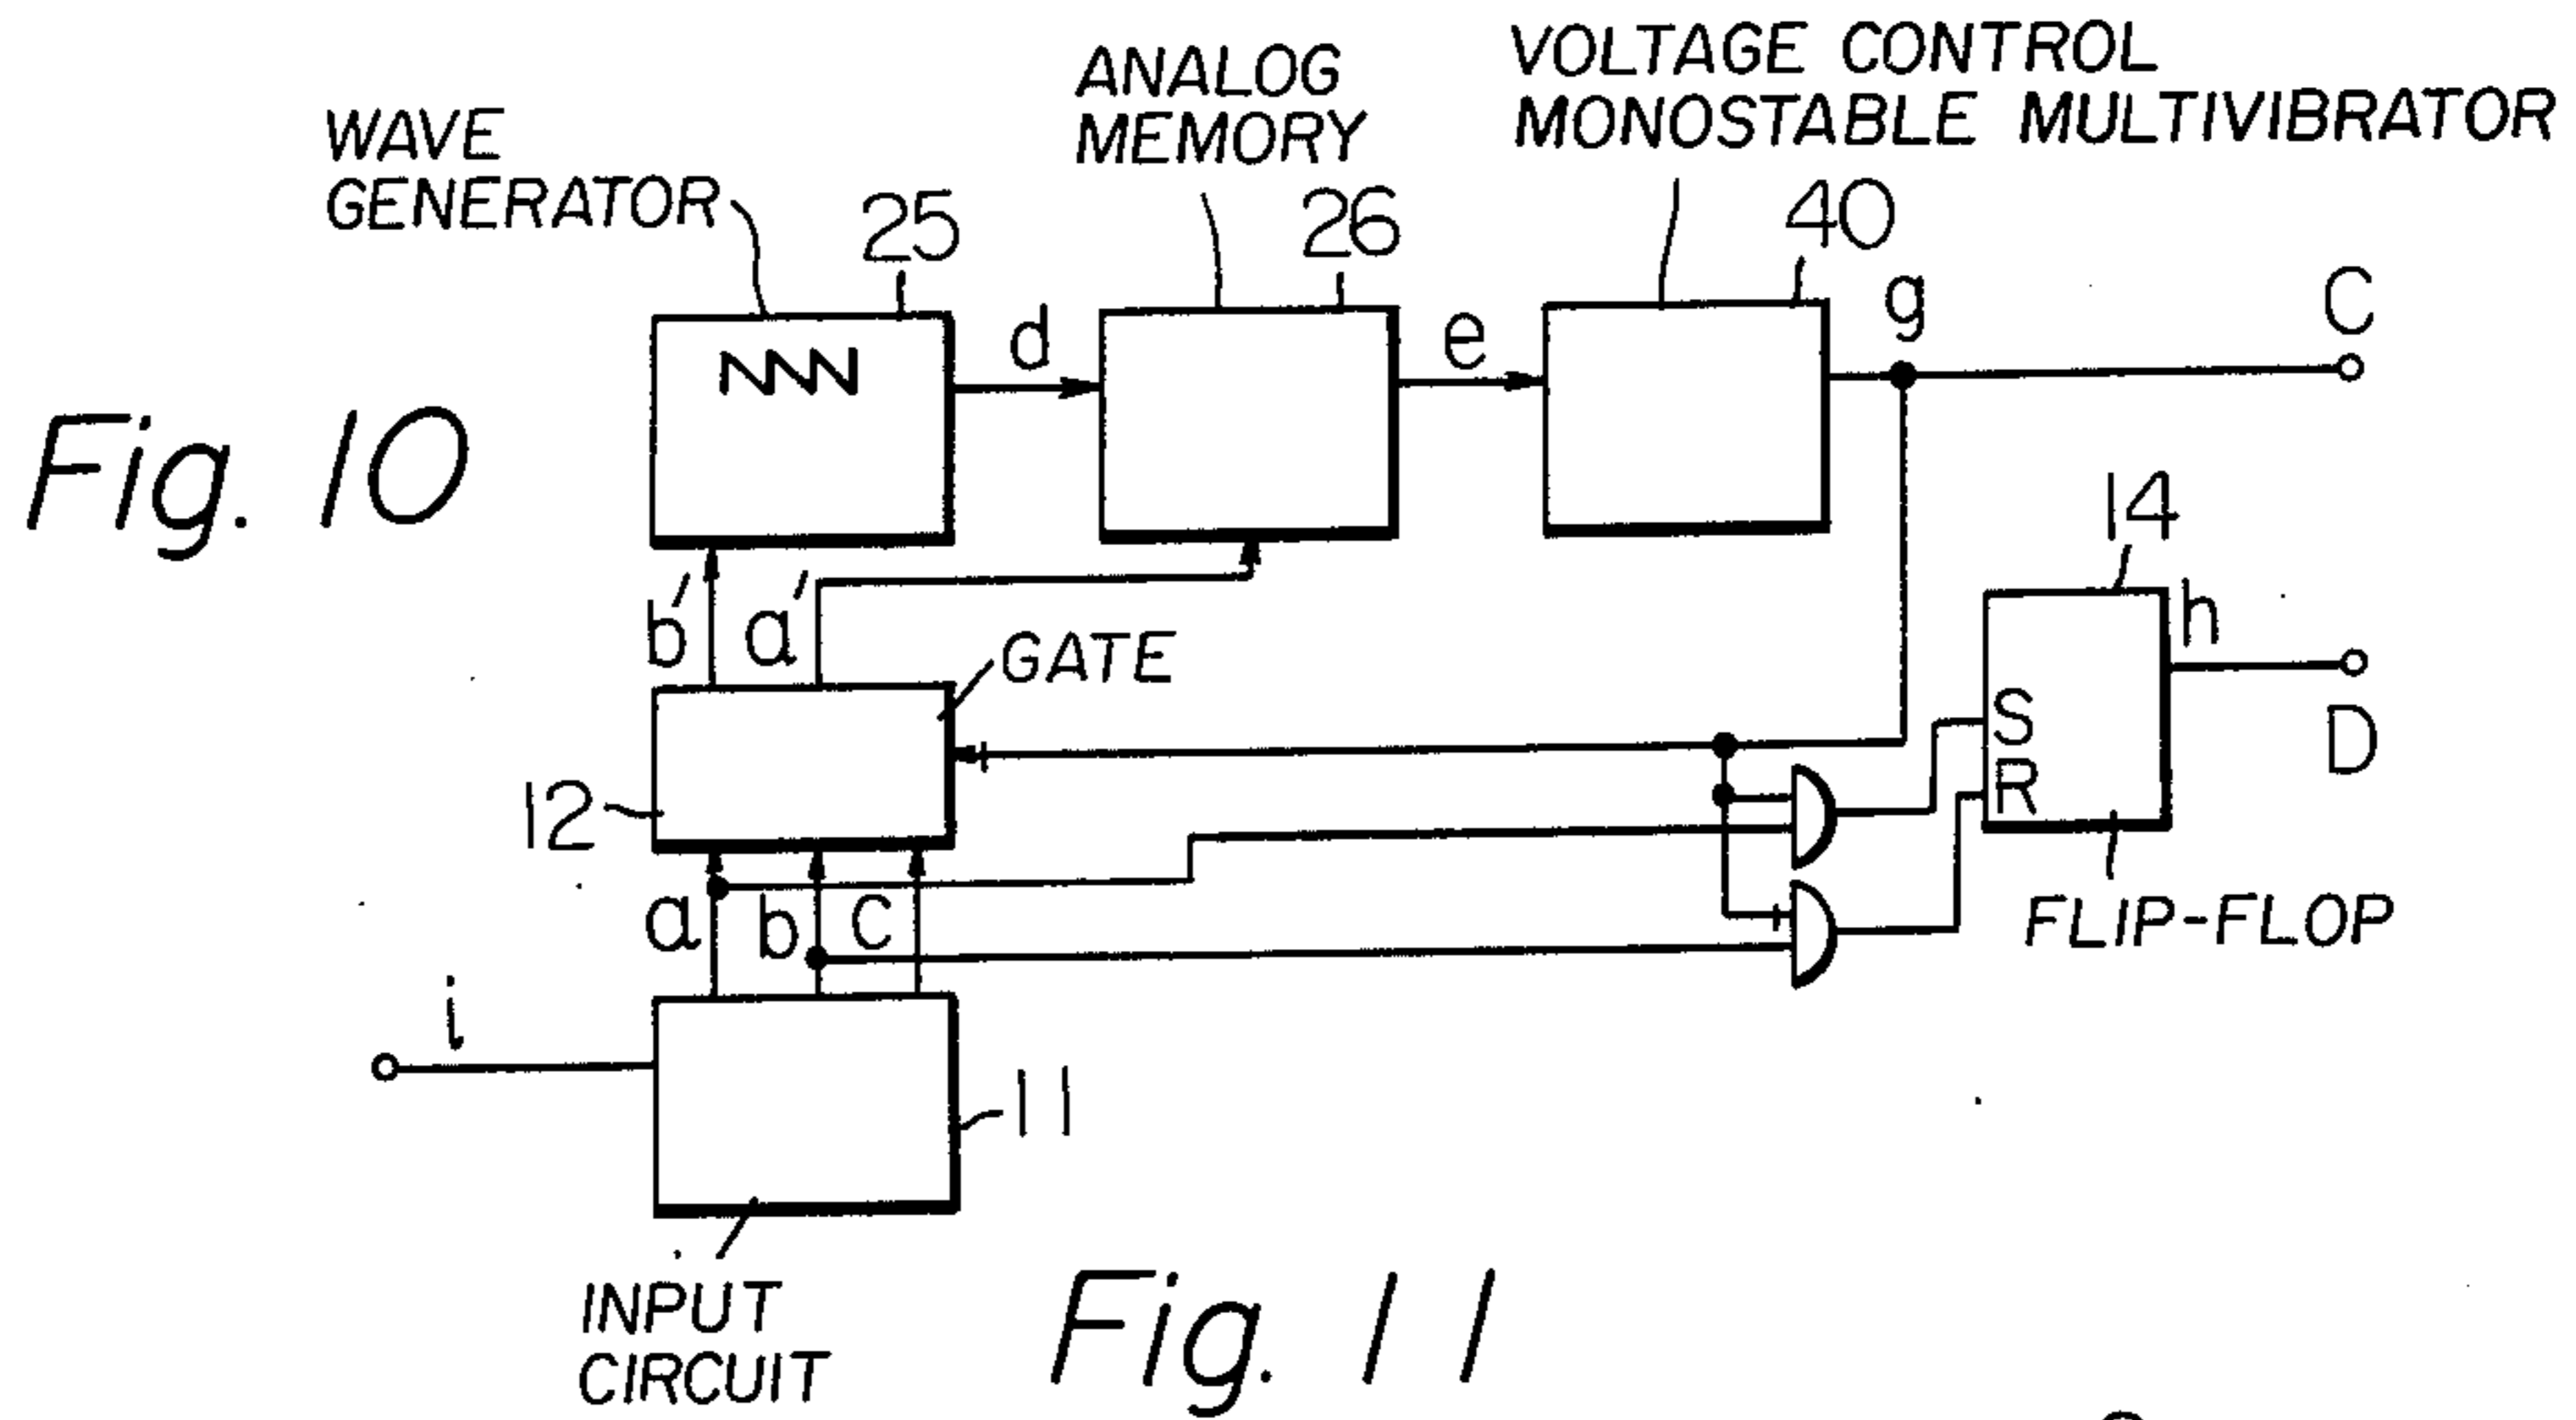 VOLTAGE CONTROL
MONOSTABLE MULTIVIBRATOR
ANALOG
MEMORY
WAVE
GENERATOR
25
26
40
g
C
d
e
Fig. 10
14
b'
a'
h
GATE
D
S
R
12
a
b
c
FLIP-FLOP
i
11
INPUT
CIRCUIT
Fig. 11